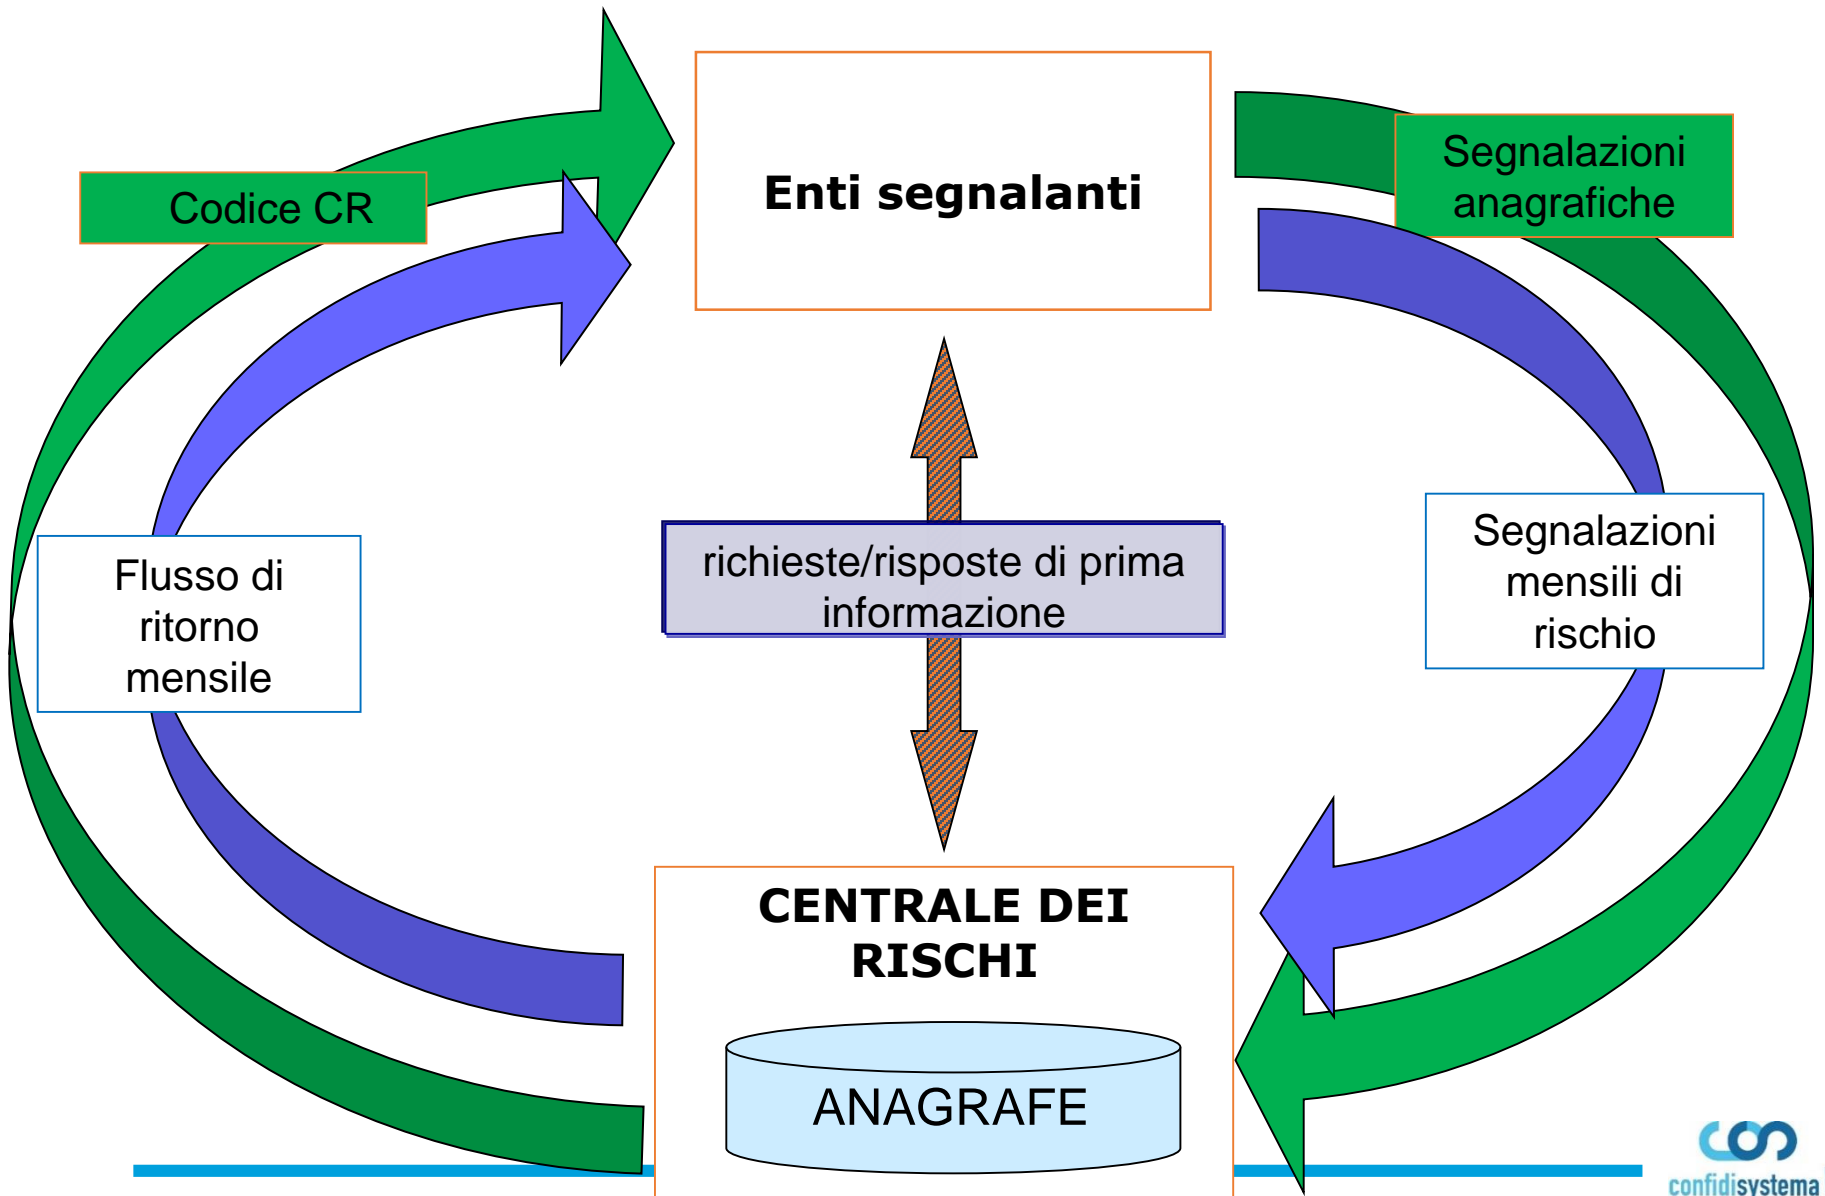 Enti segnalanti
Segnalazioni
anagrafiche
Codice CR
richieste/risposte di prima
informazione
Segnalazioni
mensili di
rischio
Flusso di
ritorno
mensile
CENTRALE DEI
RISCHI
ANAGRAFE
confidisystema